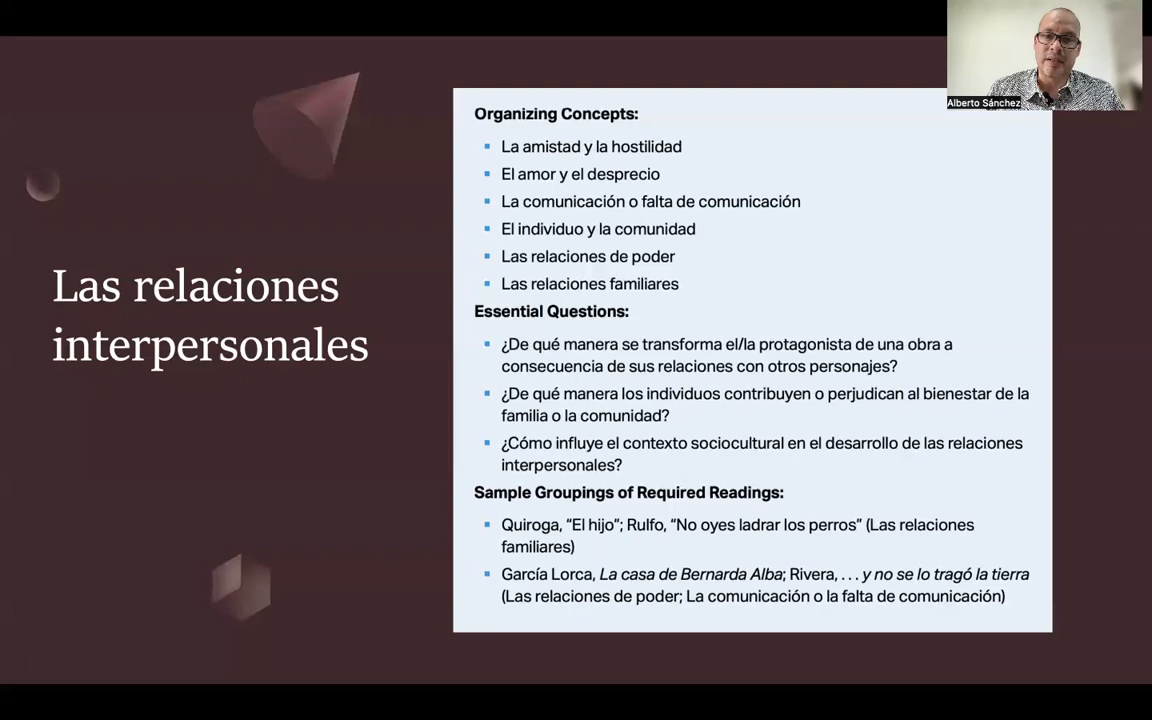 Alberto Sánchez
Las relaciones
interpersonales
Organizing Concepts:
La amistad y la hostilidad
El amor y el desprecio
La comunicación o falta de comunicación
El individuo y la comunidad
Las relaciones de poder
Las relaciones familiares
Essential Questions:
¿De qué manera se transforma el/la protagonista de una obra a
consecuencia de sus relaciones con otros personajes?
¿De qué manera los individuos contribuyen o perjudican al bienestar de la
familia o la comunidad?
¿Cómo influye el contexto sociocultural en el desarrollo de las relaciones
interpersonales?
Sample Groupings of Required Readings:
Quiroga, “El hijo”; Rulfo, “No oyes ladrar los perros” (Las relaciones
familiares)
García Lorca, La casa de Bernarda Alba; Rivera, . . . y no se lo tragó la tierra
(Las relaciones de poder; La comunicación o la falta de comunicación)